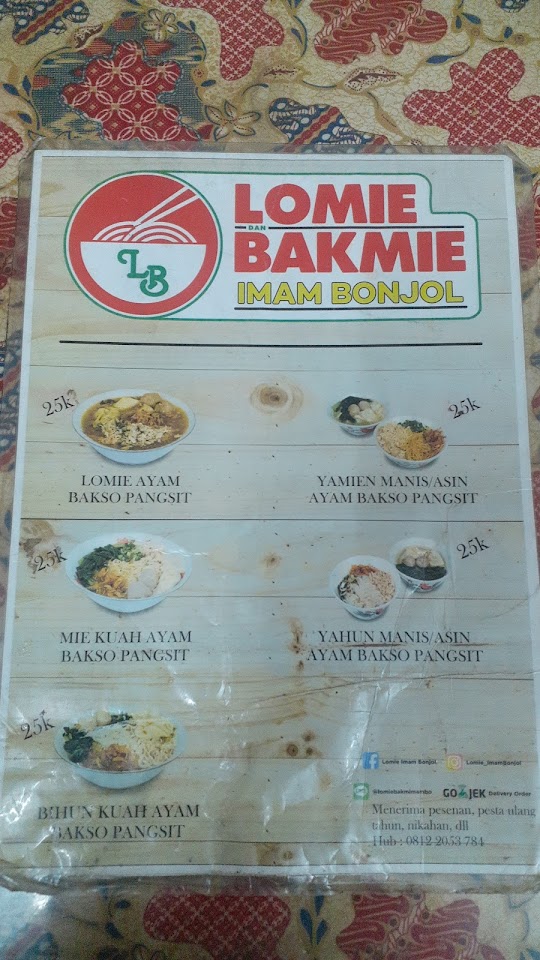 LB
LOMIE
DAN
BAKMIE
IMAM BONJOL
25k
LOMIE AYAM
BAKSO PANGSIT
25k
YAMIEN MANIS/ASIN
AYAM BAKSO PANGSIT
25k
MIE KUAH AYAM
BAKSO PANGSIT
25k
YAHUN MANIS/ASIN
AYAM BAKSO PANGSIT
25k
BIHUN KUAH AYAM
BAKSO PANGSIT
Lomie Imam Bonjol
Lomie_ImamBonjol
GOJEK Delivery Order
Menerima pesenan, pesta ulang
tahun, nikahan, dll
Hub : 0812 2053 784